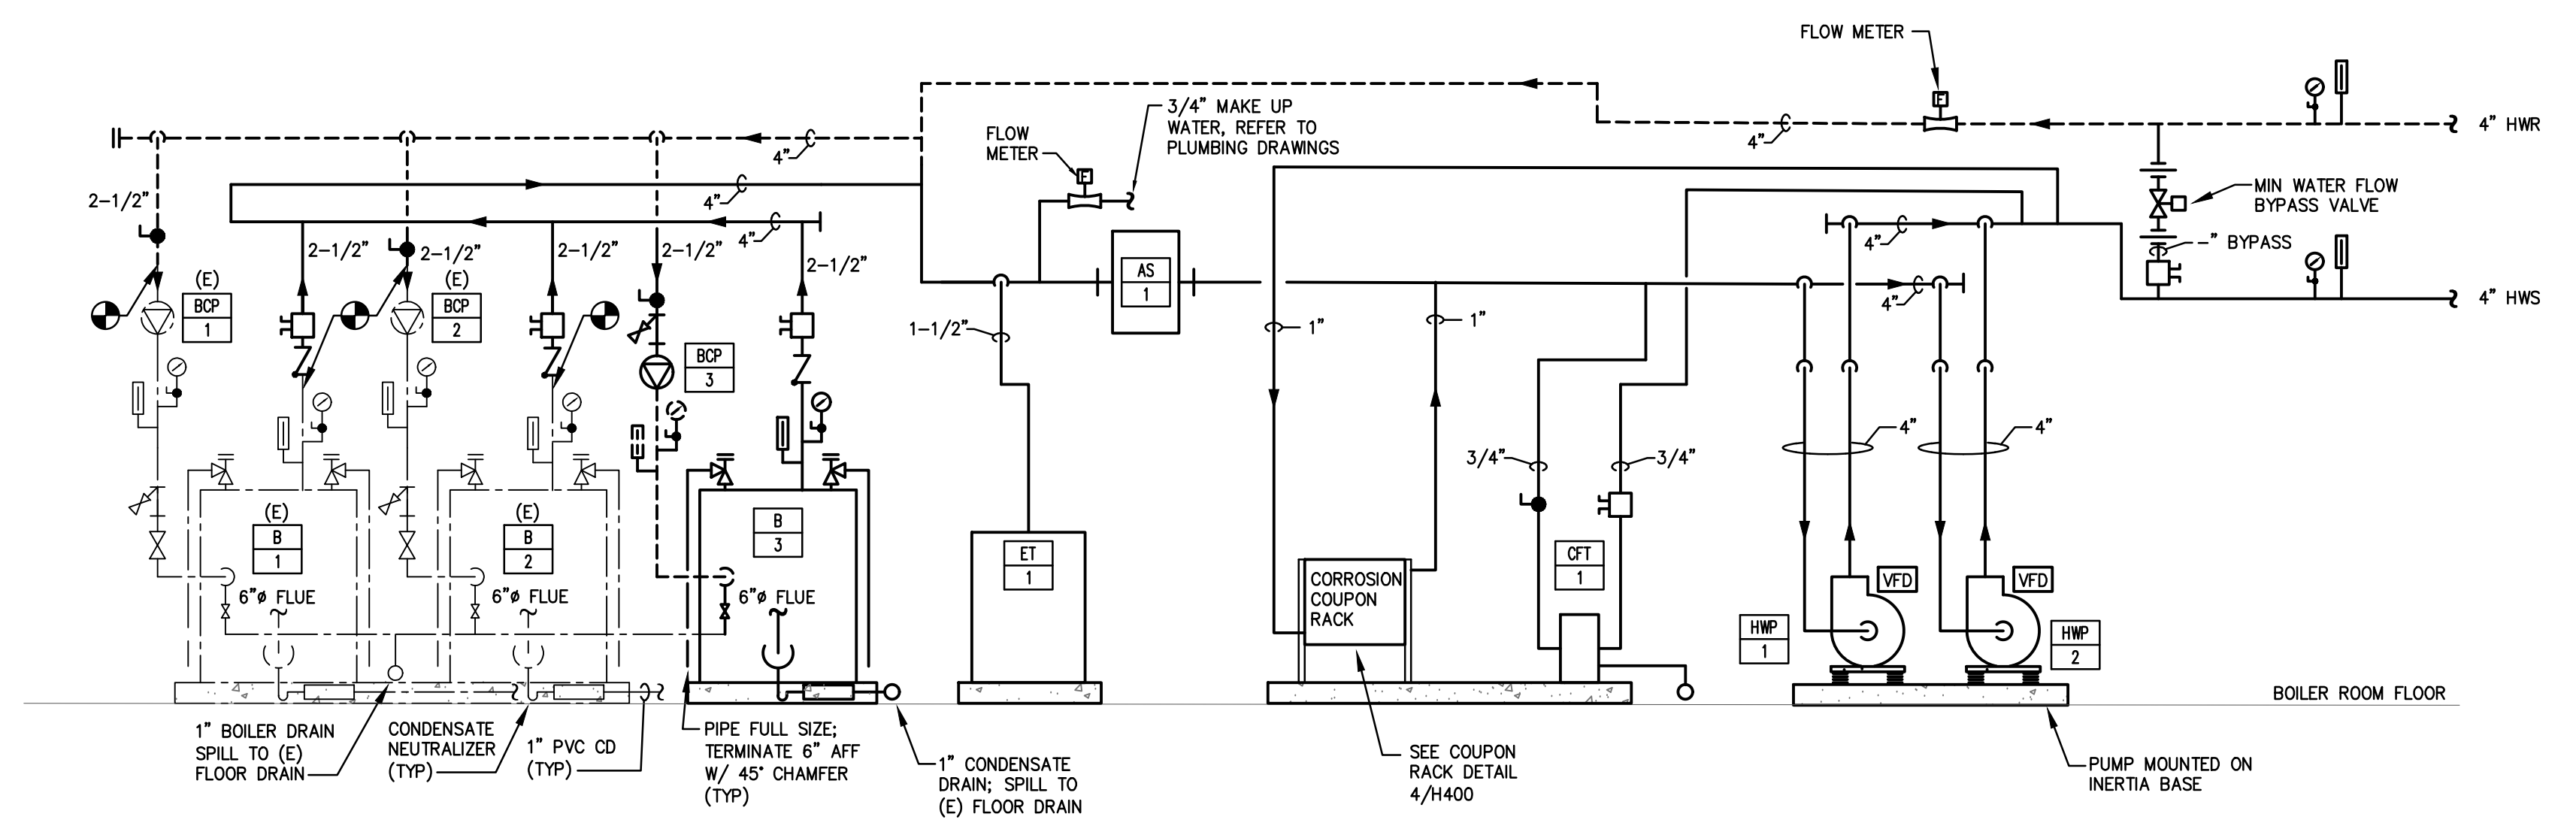 FLOW METER
3/4" MAKE UP
WATER, REFER TO
PLUMBING DRAWINGS
FLOW
METER
F
F
4"
4"
4" HWR
2-1/2"
4"
4"
MIN WATER FLOW
BYPASS VALVE
2-1/2"
2-1/2"
2-1/2"
2-1/2"
2-1/2"
4"
-" BYPASS
(E)
BCP
1
(E)
BCP
2
AS
1
4"
4" HWS
1-1/2"
1"
1"
BCP
3
4"
4"
3/4"
3/4"
(E)
B
1
(E)
B
2
B
3
ET
1
CFT
1
CORROSION
COUPON
RACK
VFD
VFD
6"ø FLUE
6"ø FLUE
6"ø FLUE
HWP
1
HWP
2
BOILER ROOM FLOOR
1" BOILER DRAIN
SPILL TO (E)
FLOOR DRAIN
CONDENSATE
NEUTRALIZER
(TYP)
1" PVC CD
(TYP)
PIPE FULL SIZE;
TERMINATE 6" AFF
W/ 45° CHAMFER
(TYP)
1" CONDENSATE
DRAIN; SPILL TO
(E) FLOOR DRAIN
SEE COUPON
RACK DETAIL
4/H400
PUMP MOUNTED ON
INERTIA BASE